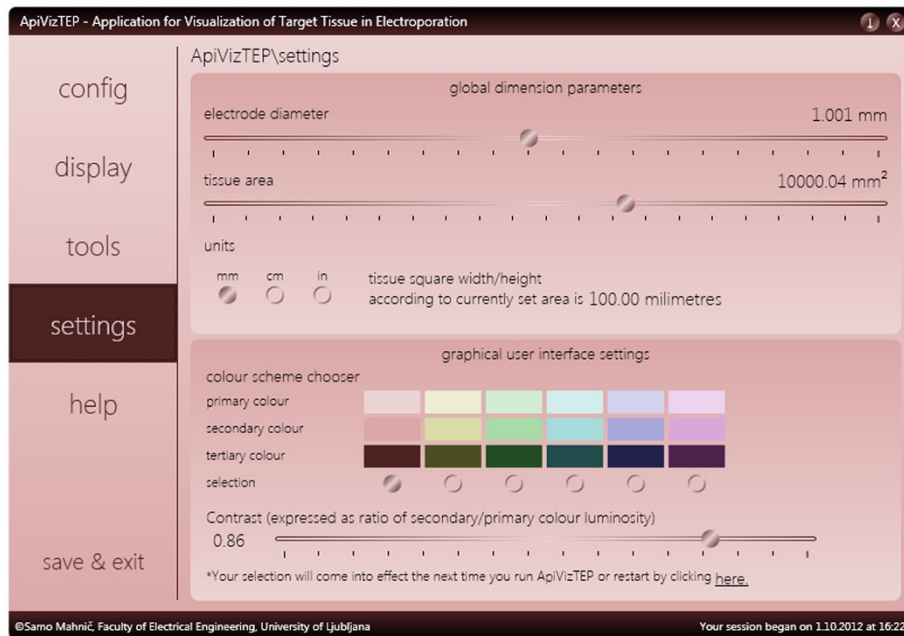 ApiVizTEP - Application for Visualization of Target Tissue in Electroporation
X
config
display
tools
settings
help
save & exit
ApiVizTEP\settings
global dimension parameters
electrode diameter 1.001 mm
tissue area 10000.04 mm²
units
mm cm in
tissue square width/height
according to currently set area is 100.00 milimetres
graphical user interface settings
colour scheme chooser
primary colour
secondary colour
tertiary colour
selection
Contrast (expressed as ratio of secondary/primary colour luminosity)
0.86
*Your selection will come into effect the next time you run ApiVizTEP or restart by clicking here.
©Samo Mahnič, Faculty of Electrical Engineering, University of Ljubljana
Your session began on 1.10.2012 at 16:22